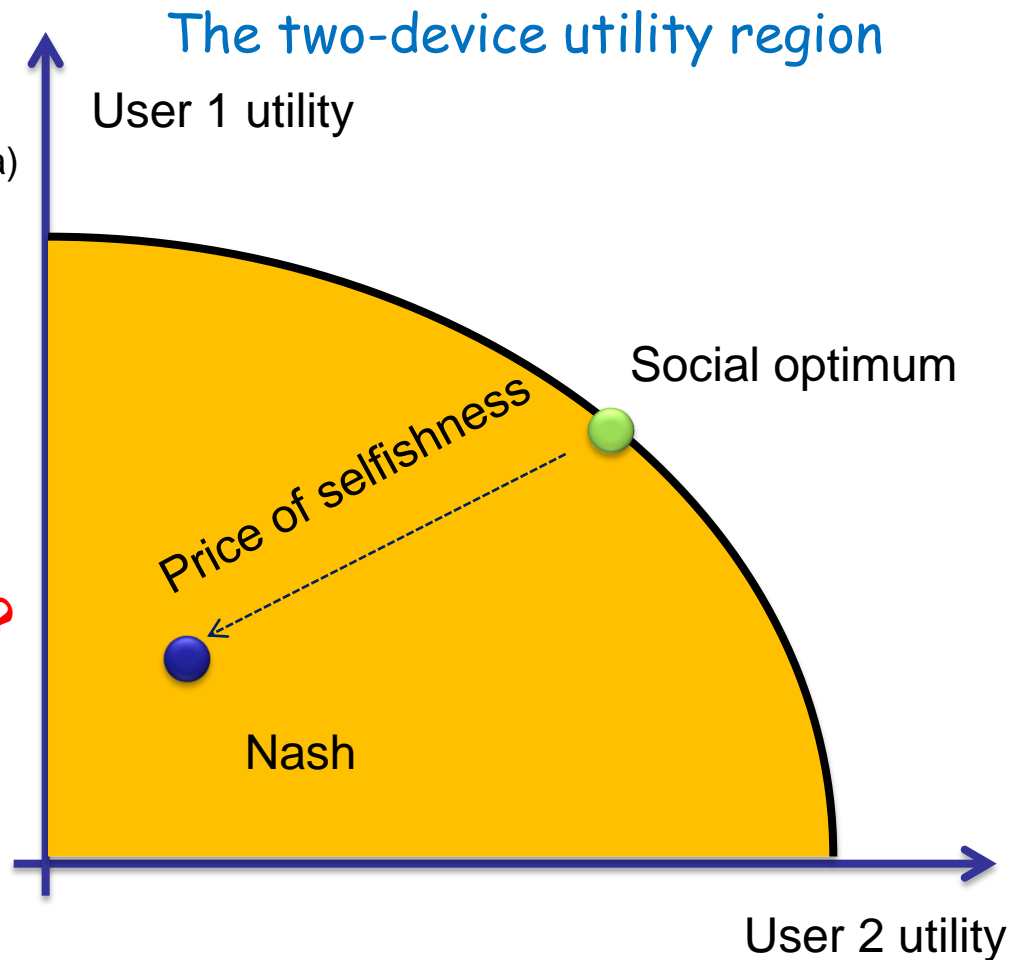 The two-device utility region
User 1 utility
a)
Social optimum
Price of selfishness
Nash
User 2 utility